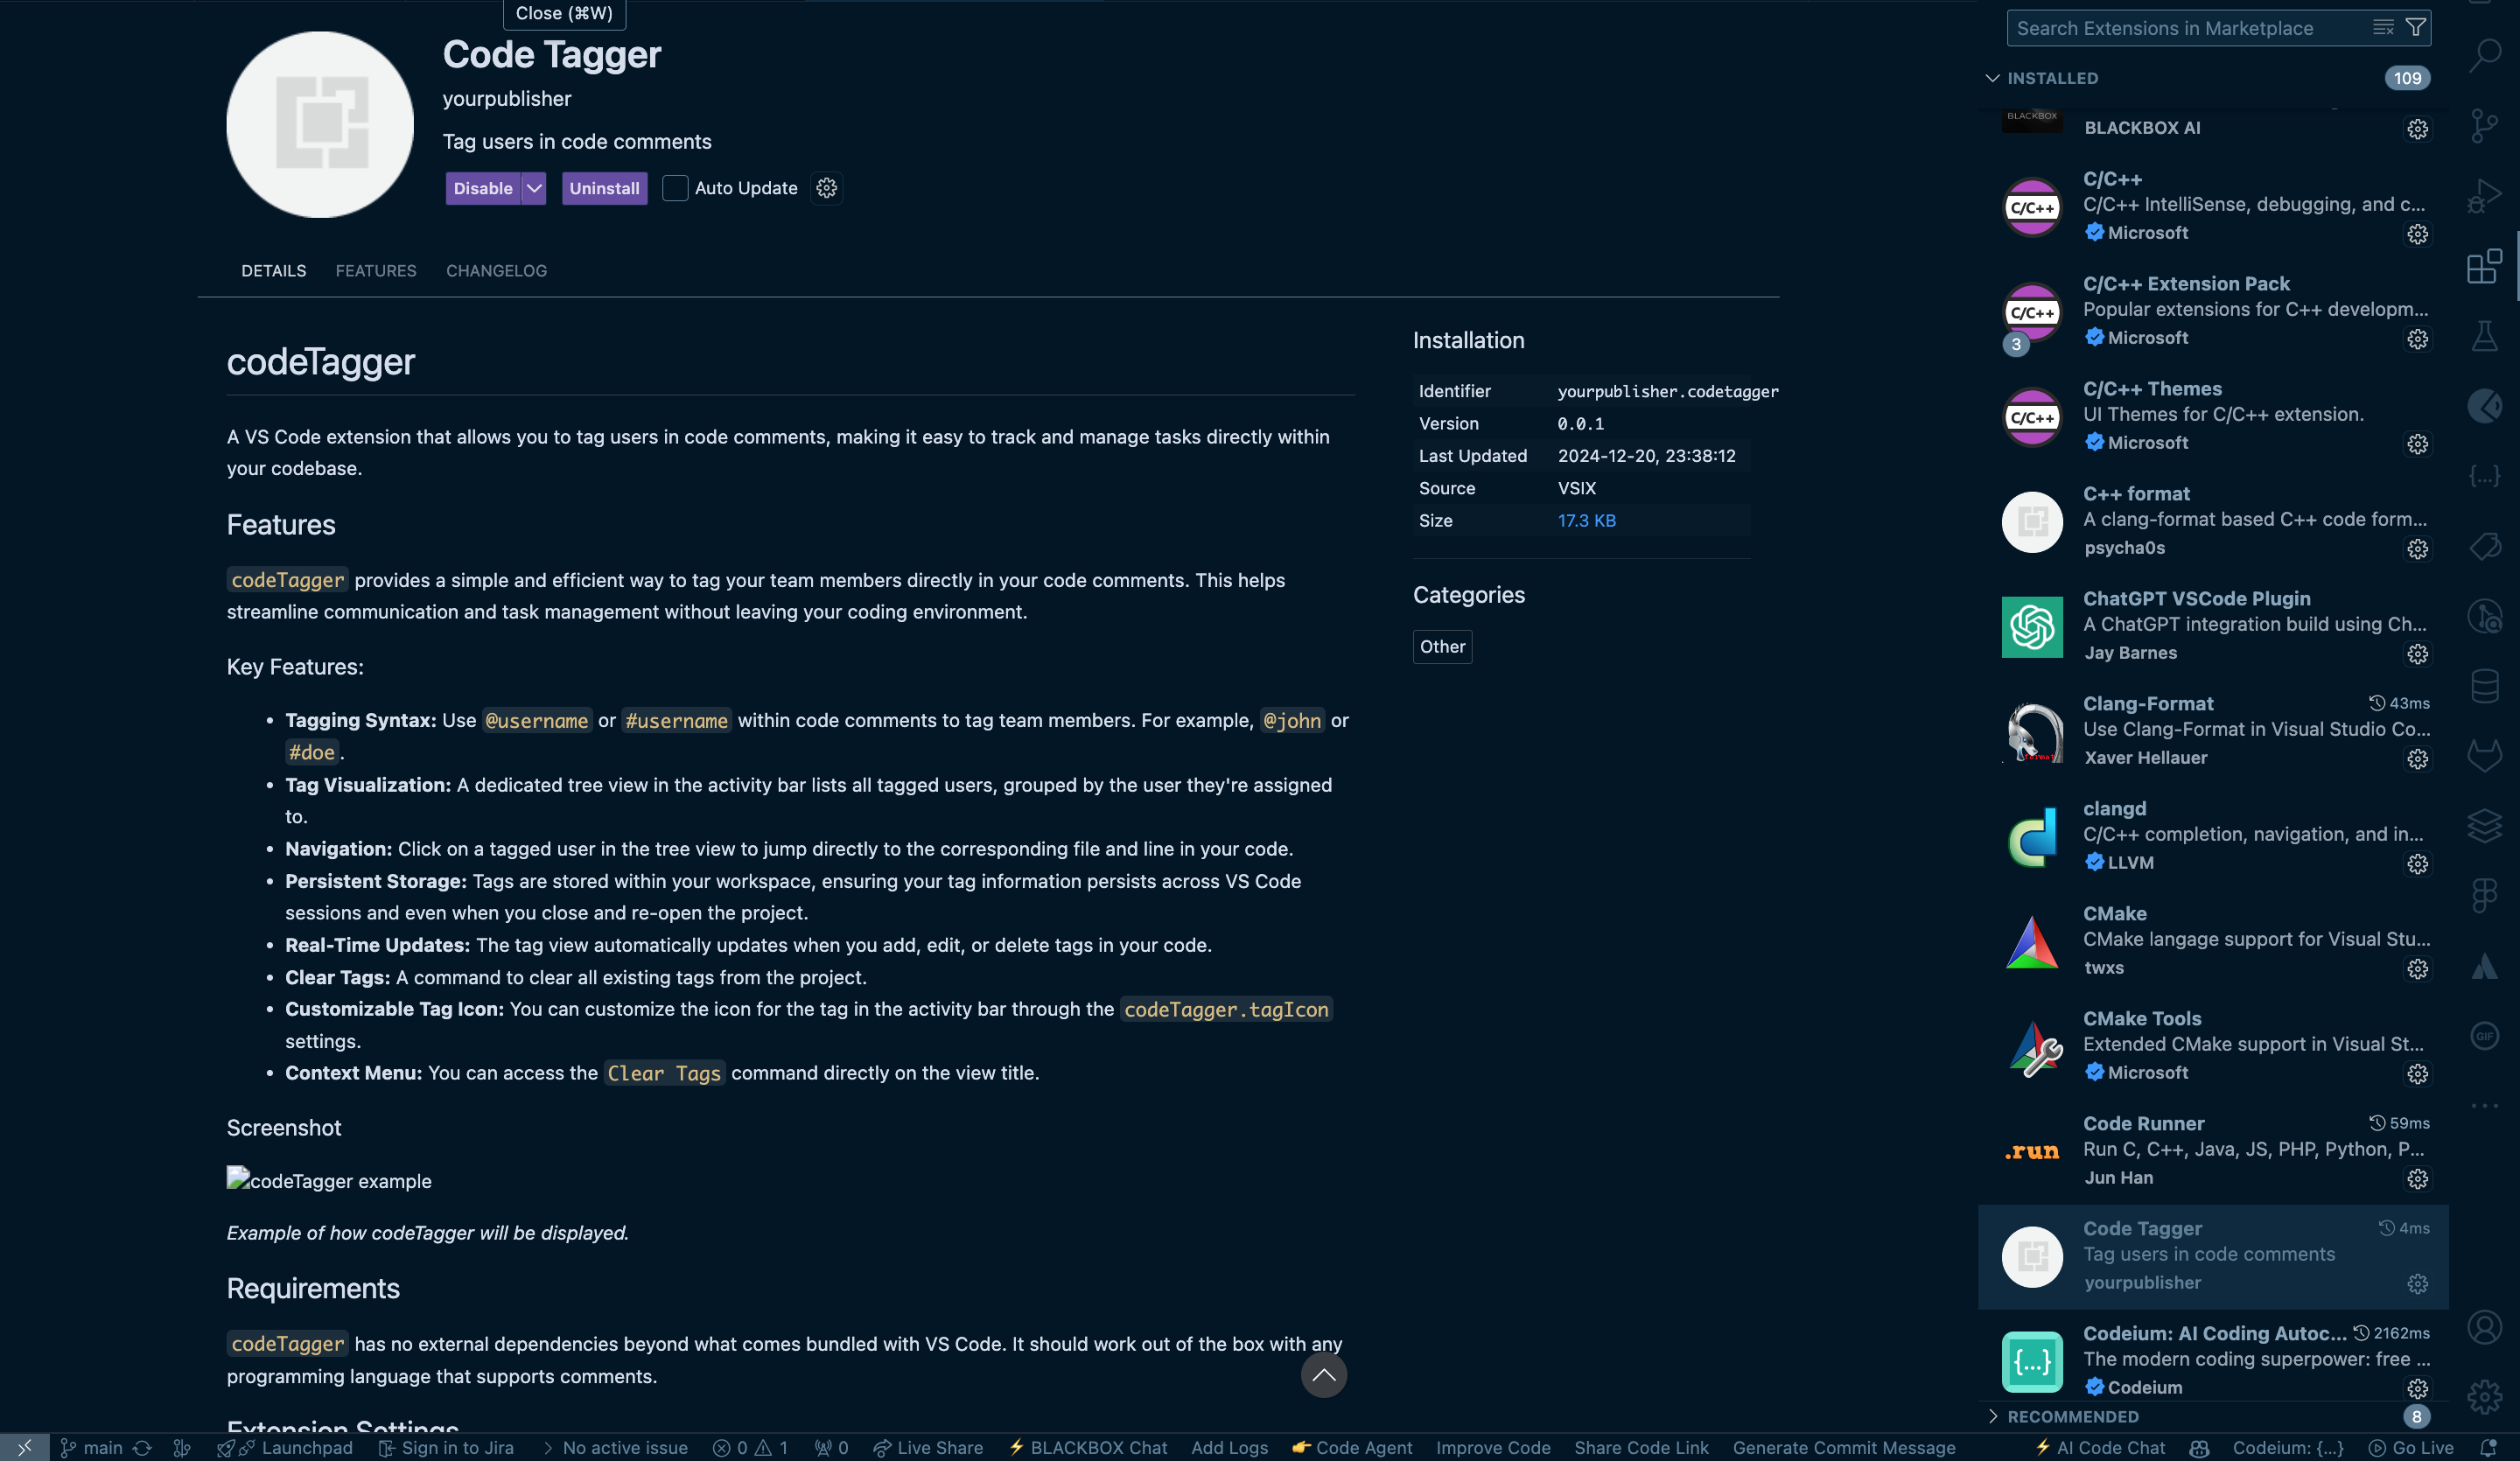 Close (⌘W)
Code Tagger
yourpublisher
Tag users in code comments
Disable
Uninstall
Auto Update
DETAILS
FEATURES
CHANGELOG
codeTagger
A VS Code extension that allows you to tag users in code comments, making it easy to track and manage tasks directly within
your codebase.
Features
codeTagger provides a simple and efficient way to tag your team members directly in your code comments. This helps
streamline communication and task management without leaving your coding environment.
Key Features:
• Tagging Syntax: Use @username or #username within code comments to tag team members. For example, @john or
#doe.
• Tag Visualization: A dedicated tree view in the activity bar lists all tagged users, grouped by the user they're assigned
to.
• Navigation: Click on a tagged user in the tree view to jump directly to the corresponding file and line in your code.
• Persistent Storage: Tags are stored within your workspace, ensuring your tag information persists across VS Code
sessions and even when you close and re-open the project.
• Real-Time Updates: The tag view automatically updates when you add, edit, or delete tags in your code.
• Clear Tags: A command to clear all existing tags from the project.
• Customizable Tag Icon: You can customize the icon for the tag in the activity bar through the codeTagger.tagIcon
settings.
• Context Menu: You can access the Clear Tags command directly on the view title.
Screenshot
codeTagger example
Example of how codeTagger will be displayed.
Requirements
codeTagger has no external dependencies beyond what comes bundled with VS Code. It should work out of the box with any
programming language that supports comments.
Extension Settings
Installation
Identifier yourpublisher.codetagger
Version 0.0.1
Last Updated 2024-12-20, 23:38:12
Source VSIX
Size 17.3 KB
Categories
Other
Search Extensions in Marketplace
INSTALLED 109
BLACKBOX
BLACKBOX AI
C/C++
C/C++
C/C++ IntelliSense, debugging, and c...
Microsoft
C/C++
3
C/C++ Extension Pack
Popular extensions for C++ developm...
Microsoft
C/C++
C/C++ Themes
UI Themes for C/C++ extension.
Microsoft
C++ format
A clang-format based C++ code form...
psycha0s
ChatGPT VSCode Plugin
A ChatGPT integration build using Ch...
Jay Barnes
Clang-Format 43ms
Use Clang-Format in Visual Studio Co...
Xaver Hellauer
clangd
C/C++ completion, navigation, and in...
LLVM
CMake
CMake langage support for Visual Stu...
twxs
CMake Tools
Extended CMake support in Visual St...
Microsoft
.run
Code Runner 59ms
Run C, C++, Java, JS, PHP, Python, P...
Jun Han
Code Tagger 4ms
Tag users in code comments
yourpublisher
{...}
Codeium: AI Coding Autoc... 2162ms
The modern coding superpower: free ...
Codeium
RECOMMENDED 8
{...}
GIF
main Launchpad Sign in to Jira No active issue 0 1 0 Live Share BLACKBOX Chat Add Logs Code Agent Improve Code Share Code Link Generate Commit Message AI Code Chat Codeium: {...} Go Live